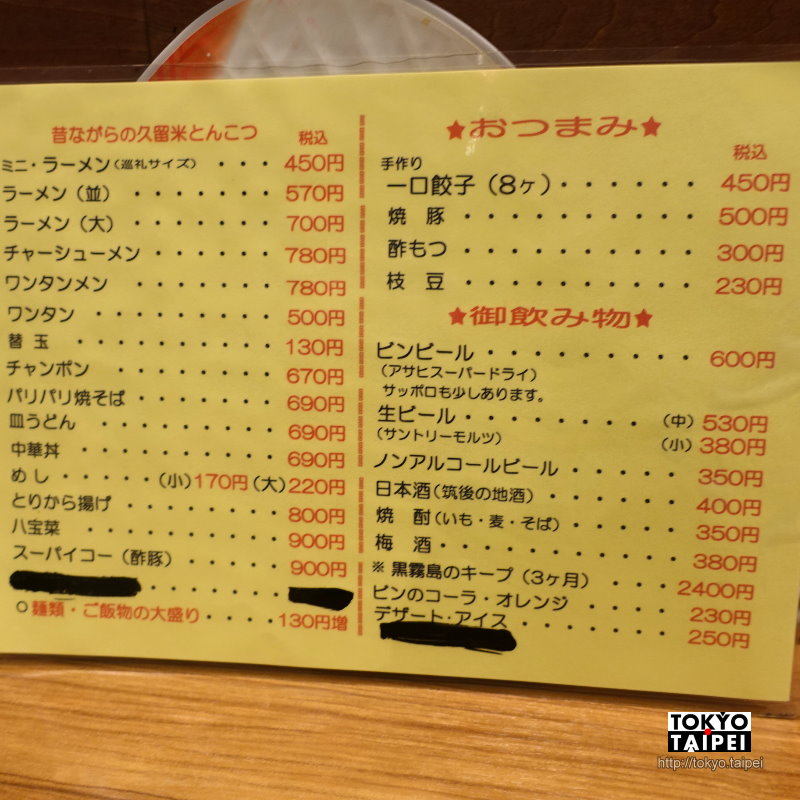 昔ながらの久留米とんこつ 税込
ミニ・ラーメン(巡礼サイズ)・・・450円
ラーメン(並)・・・・・・・570円
ラーメン(大)・・・・・・・700円
チャーシューメン・・・・・・780円
ワンタンメン・・・・・・780円
ワンタン・・・・・・・・500円
替玉・・・・・・・・・130円
チャンポン・・・・・・・670円
パリパリ焼そば・・・・・・690円
皿うどん・・・・・・・・690円
中華丼・・・・・・・・・690円
めし・・・・・(小)170円(大)220円
とりから揚げ・・・・・・・800円
八宝菜・・・・・・・・・900円
スーパイコー(酢豚)・・・・・900円
○麺類・ご飯物の大盛り・・・・130円増
★おつまみ★
税込
手作り
一口餃子(8ヶ)・・・・・・450円
焼豚・・・・・・・・・・500円
酢もつ・・・・・・・・・・300円
枝豆・・・・・・・・・・230円
★御飲み物★
ビンビール・・・・・・・・・600円
(アサヒスーパードライ)
サッポロも少しあります。
生ビール・・・・・・・・(中)530円
(サントリーモルツ) (小)380円
ノンアルコールビール・・・・・350円
日本酒(筑後の地酒)・・・・・・400円
焼酎(いも・麦・そば)・・・・・350円
梅酒・・・・・・・・・・380円
※黒霧島のキープ(3ヶ月)・・・2400円
ビンのコーラ・オレンジ・・・・230円
デザート・アイス・・・・・・250円
TOKYO
TAIPEI
http://tokyo.taipei